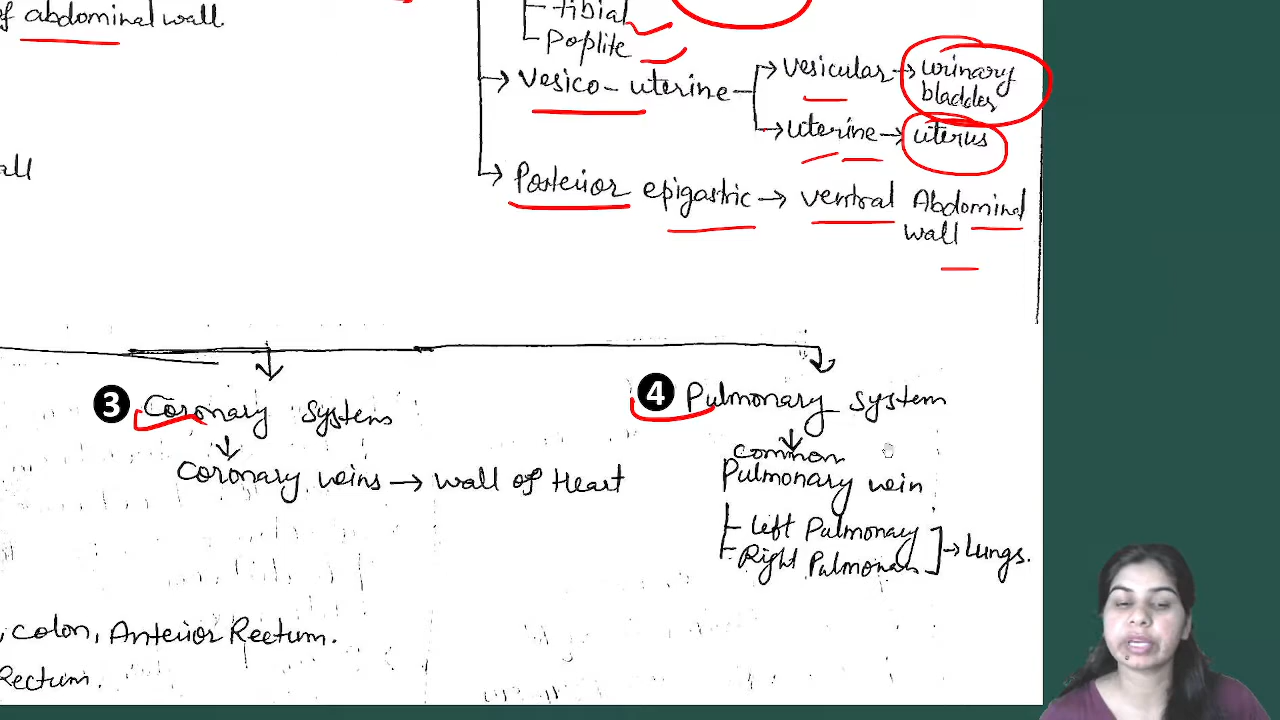 of abdominal wall
tibial
Poplite
vesico-uterine
vesicular → urinary bladder
uterine → uterus
all
Posterior epigastric → ventral Abdominal
wall
3 Coronary system
4 Pulmonary system
coronary veins → wall of Heart
common
Pulmonary vein
left Pulmonary
Right Pulmonary
→ Lungs.
, colon, Anterior Rectum.
Rectum.